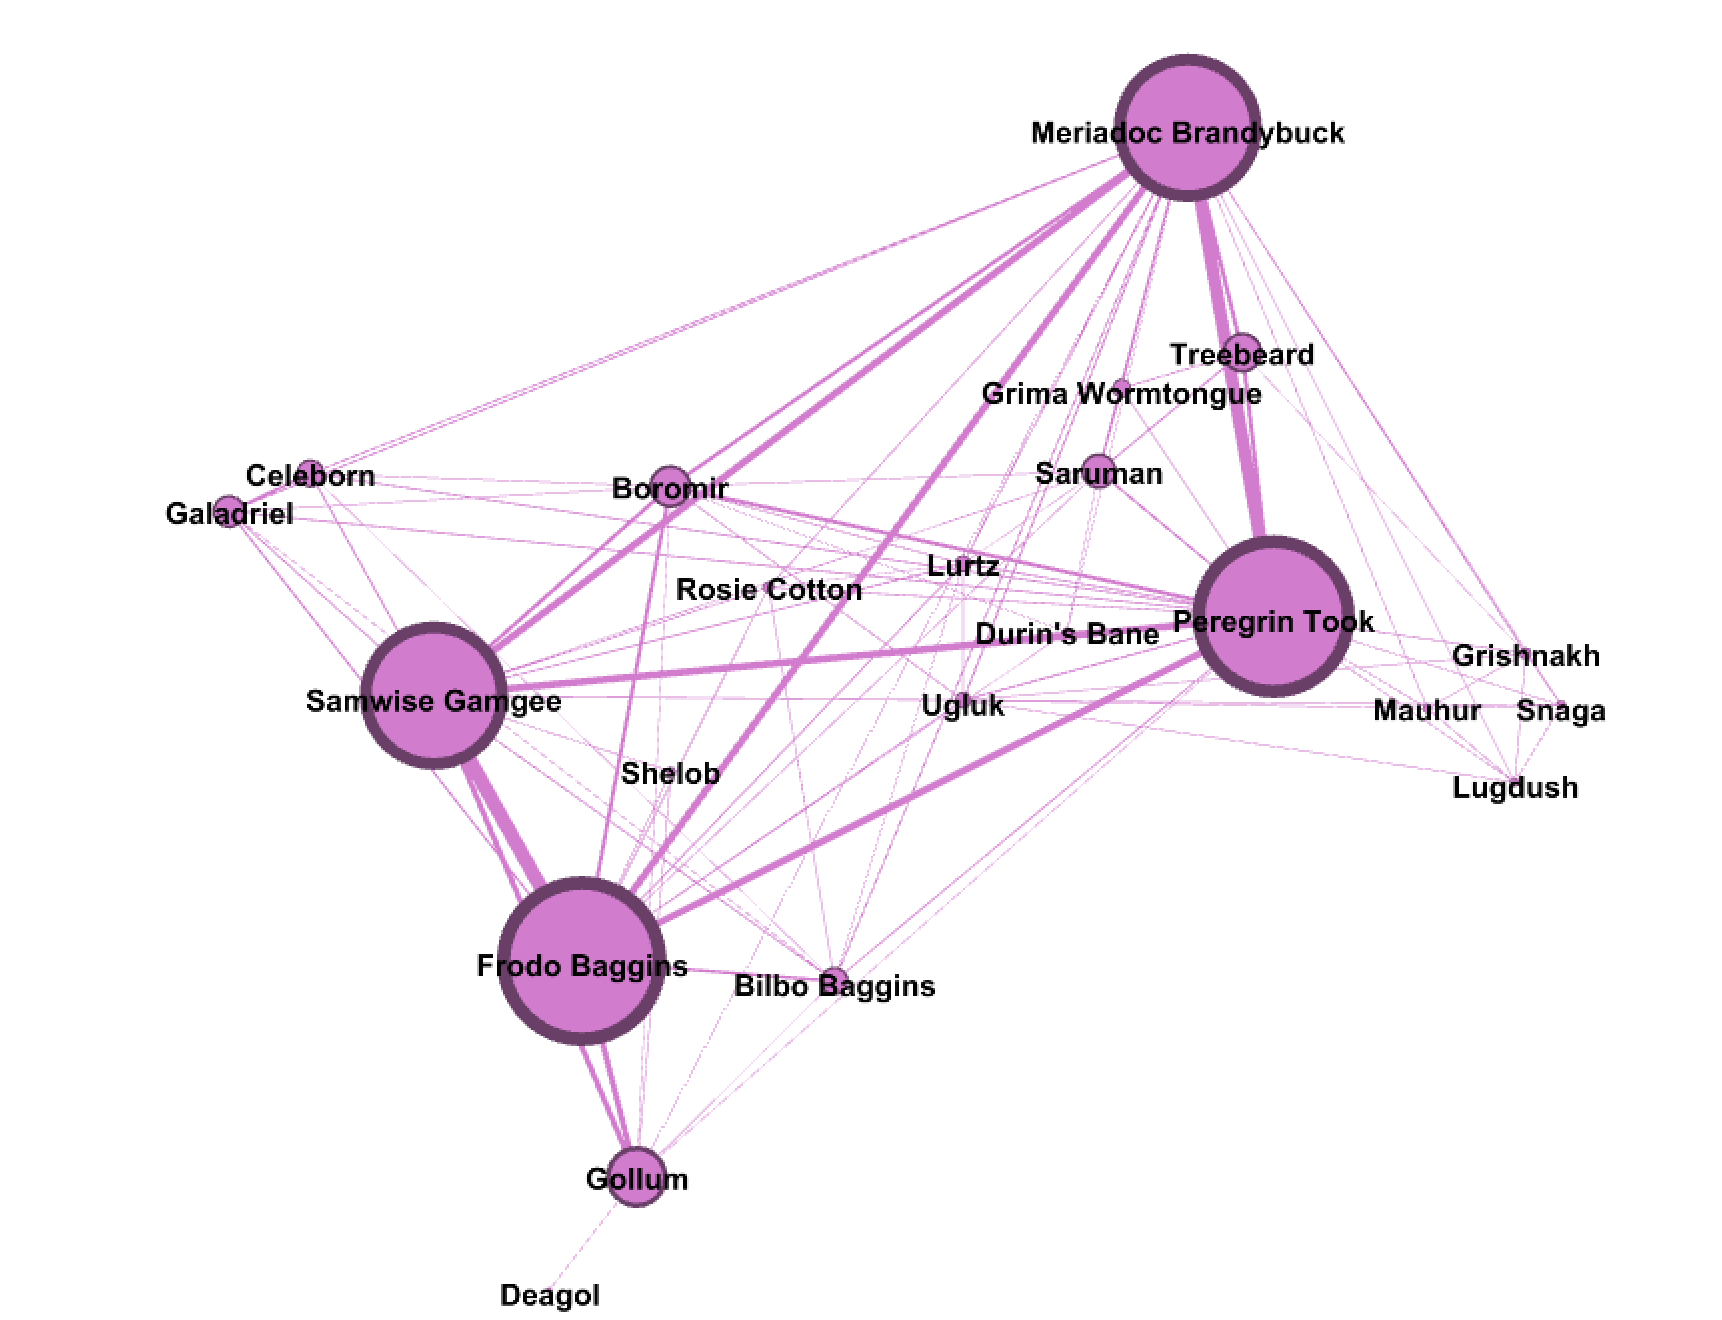 Meriadoc Brandybuck
Treebeard
Grima Wormtongue
Saruman
Celeborn
Boromir
Galadriel
Lurtz
Rosie Cotton
Peregrin Took
Durin's Bane
Grishnakh
Samwise Gamgee
Ugluk
Mauhur
Snaga
Shelob
Lugdush
Frodo Baggins
Bilbo Baggins
Gollum
Deagol